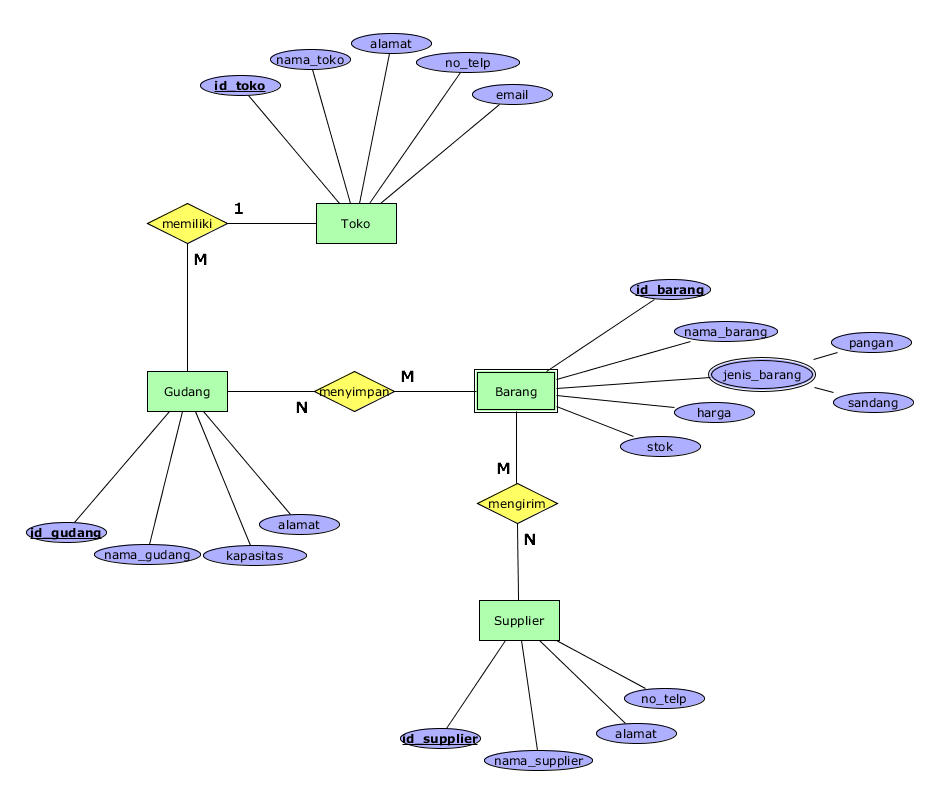 alamat
nama_toko
no_telp
id_toko
email
memiliki
1
Toko
M
id_barang
nama_barang
pangan
jenis_barang
Gudang
menyimpan
M
Barang
N
harga
sandang
stok
M
mengirim
id_gudang
nama_gudang
kapasitas
alamat
N
Supplier
no_telp
id_supplier
alamat
nama_supplier